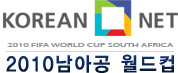 KOREAN NET
2010 FIFA WORLD CUP SOUTH AFRICA
2010남아공 월드컵